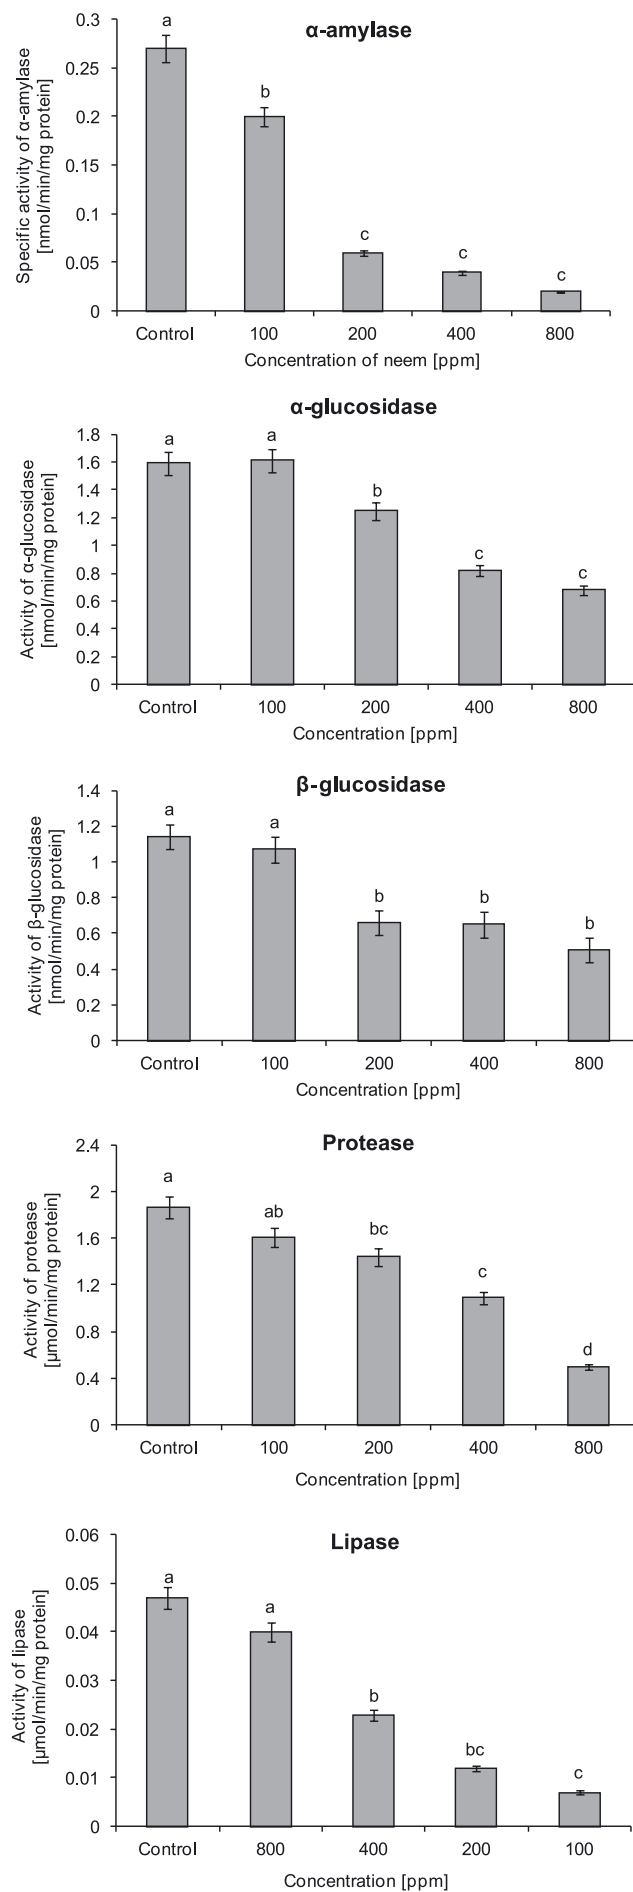 α-amylase
Specific activity of α-amylase
[nmol/min/mg protein]
0.3
0.25
0.2
0.1
0.1
0.05
0
a
b
c
c
c
Control 100 200 400 800
Concentration of neem [ppm]
α-glucosidase
Activity of α-glucosidase
[nmol/min/mg protein]
1.8
1.6
1.4
1.2
1
0.8
0.6
0.4
0.2
0
a
a
b
c
c
Control 100 200 400 800
Concentration [ppm]
β-glucosidase
Activity of β-glucosidase
[nmol/min/mg protein]
1.4
1.2
1
0.8
0.6
0.4
0.2
0
a
a
b
b
b
Control 100 200 400 800
Concentration [ppm]
Protease
Activity of protease
[μmol/min/mg protein]
2.4
2
1.6
1.2
0.8
0.4
0
a
ab
bc
c
d
Control 100 200 400 800
Concentration [ppm]
Lipase
Activity of lipase
[μmol/min/mg protein]
0.06
0.05
0.04
0.03
0.02
0.01
0
a
a
b
bc
c
Control 800 400 200 100
Concentration [ppm]